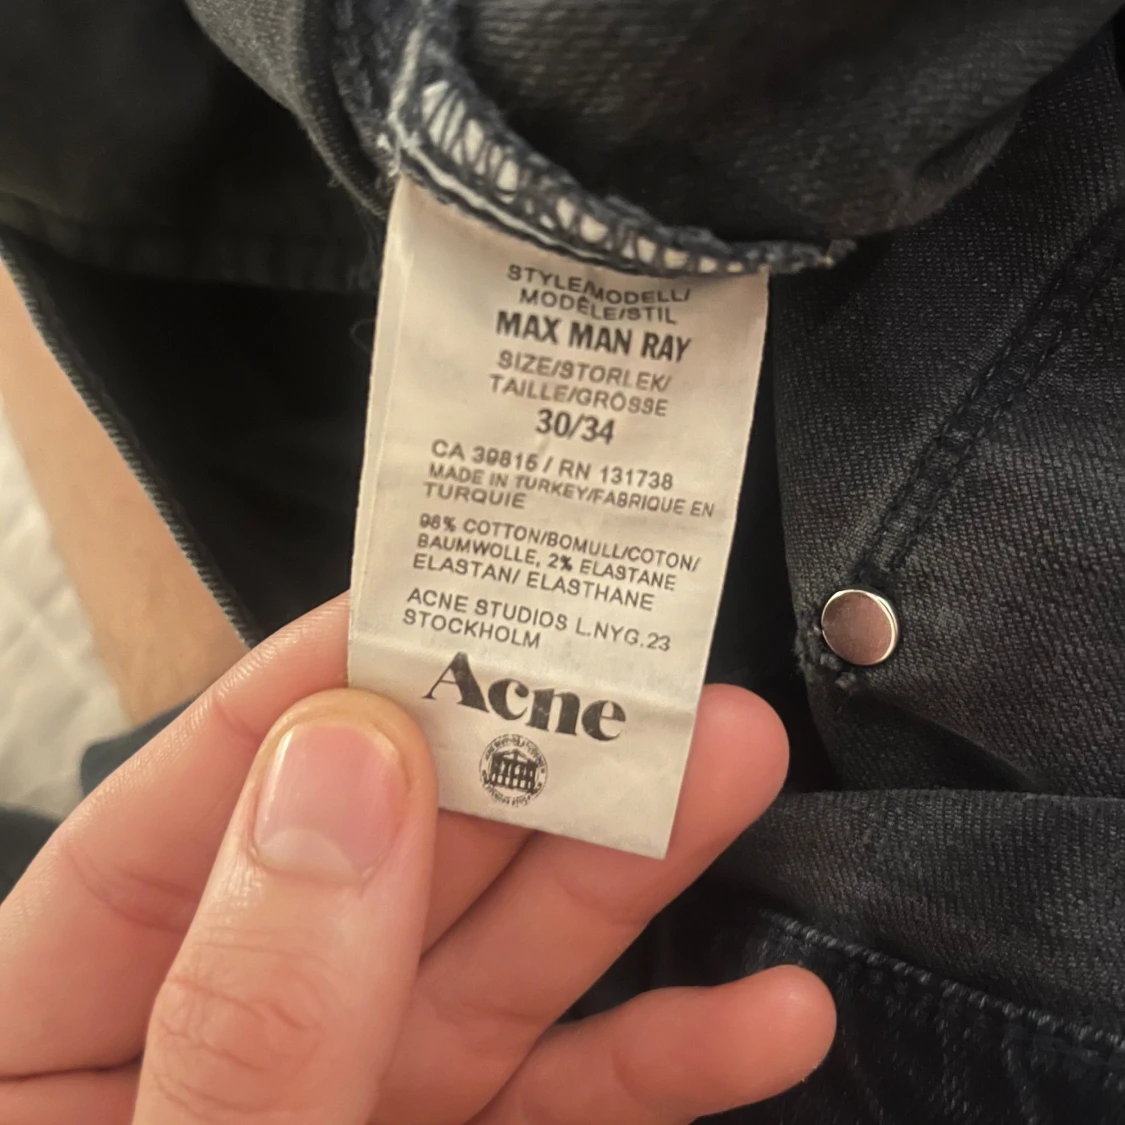 STYLE/MODELL/
MODÈLE/STIL
MAX MAN RAY
SIZE/STORLEK/
TAILLE/GRÖSSE
30/34
CA 39815 / RN 131738
MADE IN TURKEY/FABRIQUE EN
TURQUIE
98% COTTON/BOMULL/COTON/
BAUMWOLLE, 2% ELASTANE
ELASTAN/ ELASTHANE
ACNE STUDIOS L.NYG.23
STOCKHOLM
Acne